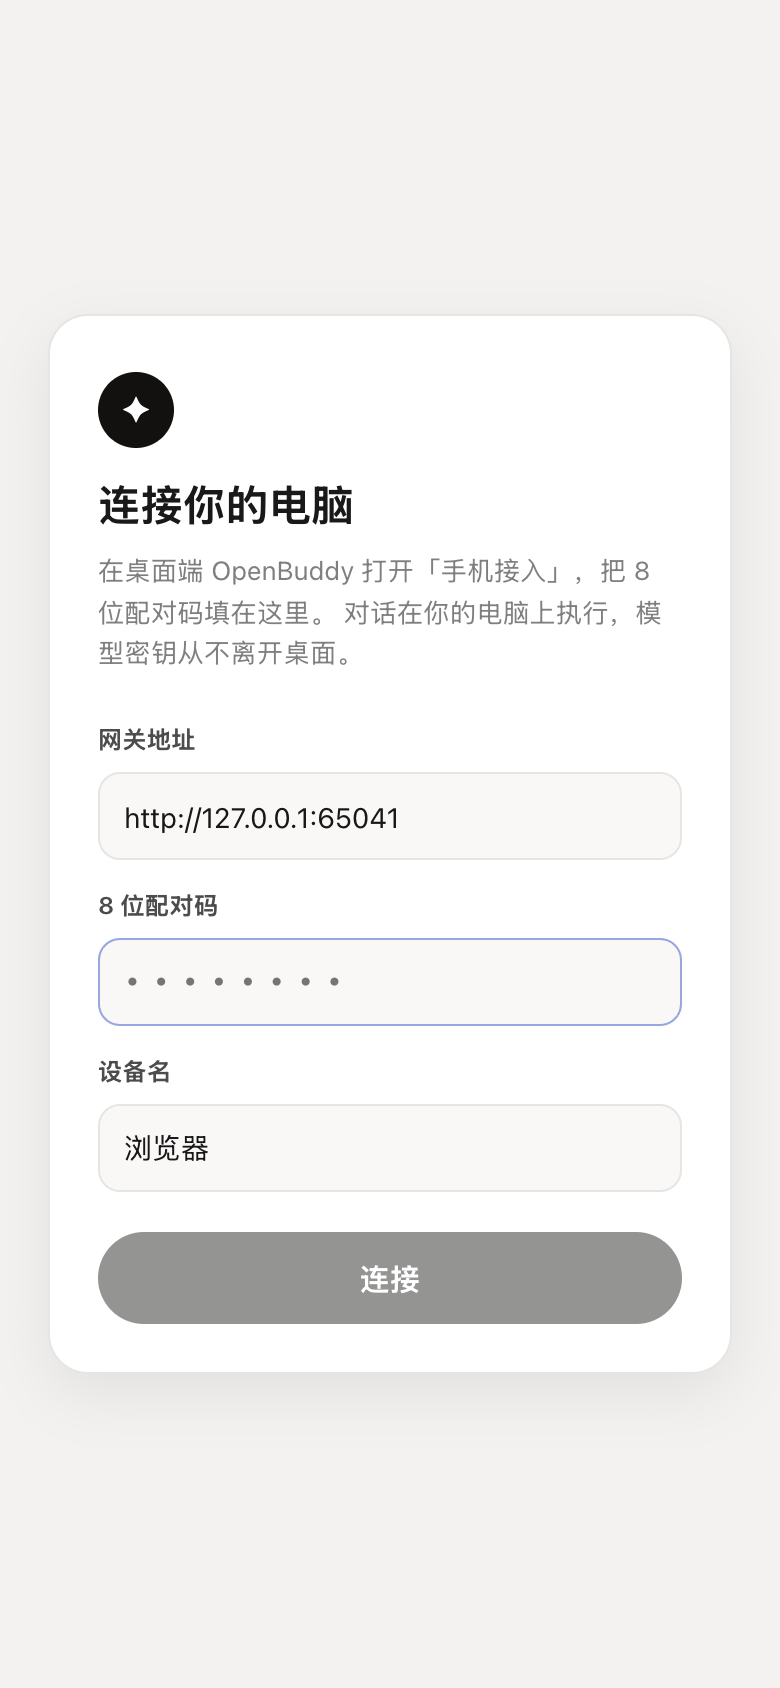 连接你的电脑
在桌面端 OpenBuddy 打开「手机接入」，把 8
位配对码填在这里。 对话在你的电脑上执行，模
型密钥从不离开桌面。
网关地址
http://127.0.0.1:65041
8 位配对码
• • • • • • • •
设备名
浏览器
连接